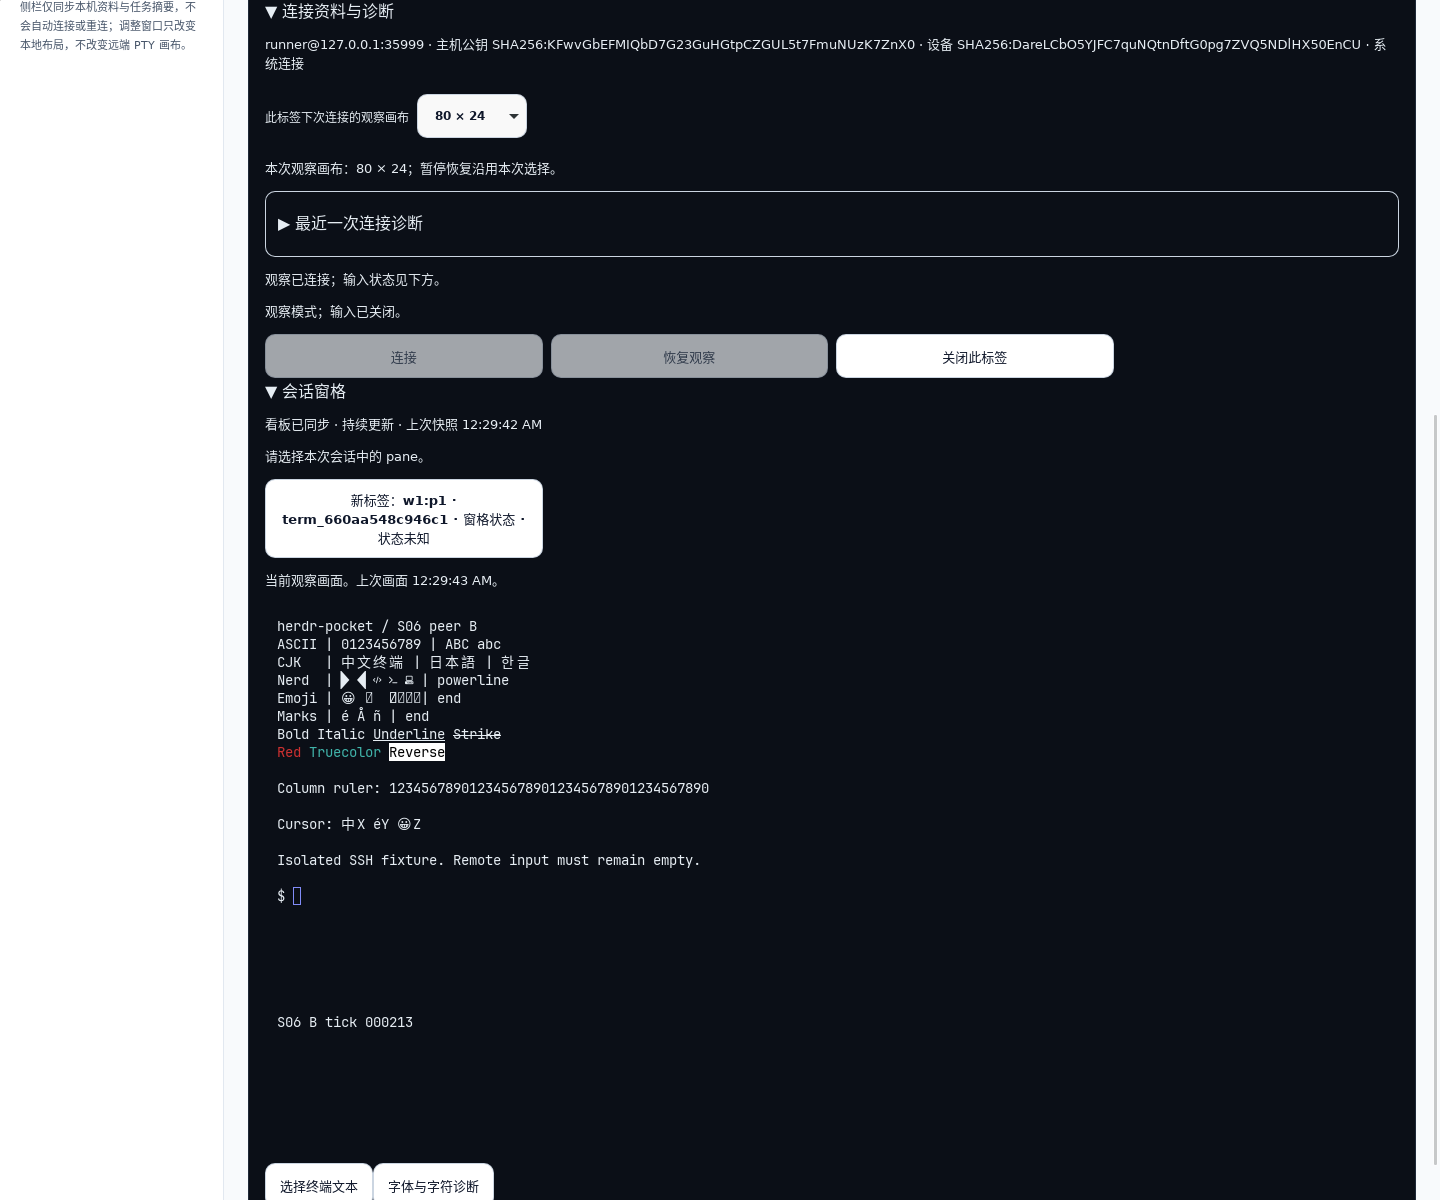 侧栏仅同步本机资料与任务摘要，不
会自动连接或重连；调整窗口只改变
本地布局，不改变远端 PTY 画布。
▼ 连接资料与诊断
runner@127.0.0.1:35999 · 主机公钥 SHA256:KFwvGbEFMIQbD7G23GuHGtpCZGUL5t7FmuNUzK7ZnX0 · 设备 SHA256:DareLCbO5YJFC7quNQtnDftG0pg7ZVQ5NDlHX50EnCU · 系
统连接
此标签下次连接的观察画布 80 × 24
本次观察画布：80 × 24；暂停恢复沿用本次选择。
▶ 最近一次连接诊断
观察已连接；输入状态见下方。
观察模式；输入已关闭。
连接 恢复观察 关闭此标签
▼ 会话窗格
看板已同步 · 持续更新 · 上次快照 12:29:42 AM
请选择本次会话中的 pane。
新标签：w1:p1 ·
term_660aa548c946c1 · 窗格状态 ·
状态未知
当前观察画面。上次画面 12:29:43 AM。
herdr-pocket / S06 peer B
ASCII | 0123456789 | ABC abc
CJK | 中文终端 | 日本語 | 한글
Nerd | | powerline
Emoji | 😀 | end
Marks | é Å ñ | end
Bold Italic Underline Strike
Red Truecolor Reverse
Column ruler: 1234567890123456789012345678901234567890
Cursor: 中X éY 😀Z
Isolated SSH fixture. Remote input must remain empty.
$
S06 B tick 000213
选择终端文本 字体与字符诊断